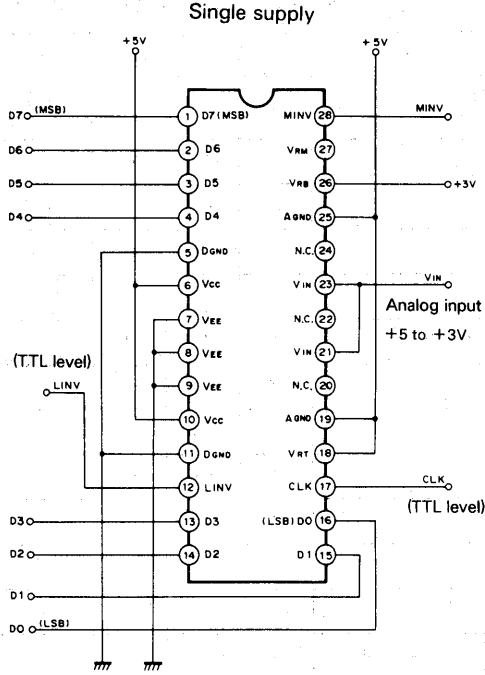 Single supply
+5V
+5V
D7 (MSB)
1 D7 (MSB)
MINV 28
MINV
D6
2 D6
VRM 27
D5
3 D5
VRB 26
+3V
D4
4 D4
AGND 25
5 DGND
N.C. 24
6 VCC
VIN 23
VIN
Analog input
+5 to +3V
7 VEE
N.C. 22
8 VEE
VIN 21
(TTL level)
LINV
9 VEE
N.C. 20
10 VCC
AGND 19
11 DGND
VRT 18
12 LINV
CLK 17
CLK
(TTL level)
D3
13 D3
(LSB) D0 16
D2
14 D2
D1 15
D1
D0 (LSB)